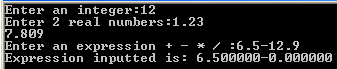 Enter an integer:12
Enter 2 real numbers:1.23
7.809
Enter an expression + - * / :6.5-12.9
Expression inputted is: 6.500000-0.000000